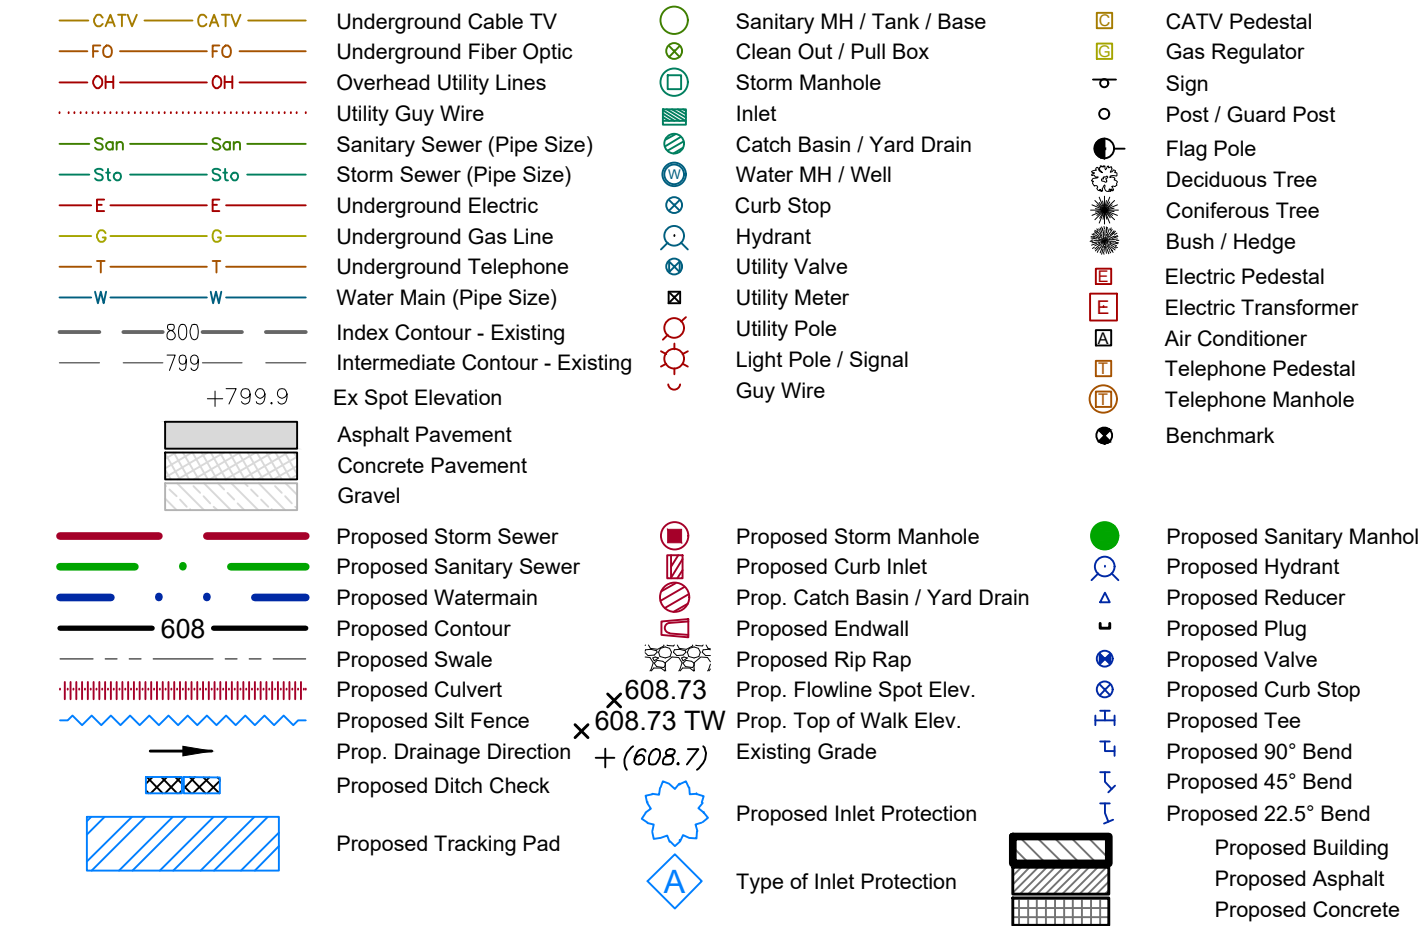 CATV CATV Underground Cable TV
FO FO Underground Fiber Optic
OH OH Overhead Utility Lines
Utility Guy Wire
San San Sanitary Sewer (Pipe Size)
Sto Sto Storm Sewer (Pipe Size)
E E Underground Electric
G G Underground Gas Line
T T Underground Telephone
W W Water Main (Pipe Size)
800 Index Contour - Existing
799 Intermediate Contour - Existing
+799.9 Ex Spot Elevation
Asphalt Pavement
Concrete Pavement
Gravel
Sanitary MH / Tank / Base
Clean Out / Pull Box
Storm Manhole
Inlet
Catch Basin / Yard Drain
W Water MH / Well
Curb Stop
Hydrant
Utility Valve
Utility Meter
Utility Pole
Light Pole / Signal
Guy Wire
C CATV Pedestal
G Gas Regulator
Sign
Post / Guard Post
Flag Pole
Deciduous Tree
Coniferous Tree
Bush / Hedge
E Electric Pedestal
E Electric Transformer
A Air Conditioner
T Telephone Pedestal
T Telephone Manhole
Benchmark
Proposed Storm Sewer
Proposed Sanitary Sewer
Proposed Watermain
608 Proposed Contour
Proposed Swale
Proposed Culvert
Proposed Silt Fence
Prop. Drainage Direction
Proposed Ditch Check
Proposed Tracking Pad
Proposed Storm Manhole
Proposed Curb Inlet
Prop. Catch Basin / Yard Drain
Proposed Endwall
Proposed Rip Rap
×608.73 Prop. Flowline Spot Elev.
×608.73 TW Prop. Top of Walk Elev.
+(608.7) Existing Grade
Proposed Inlet Protection
A Type of Inlet Protection
Proposed Sanitary Manhol
Proposed Hydrant
Proposed Reducer
Proposed Plug
Proposed Valve
Proposed Curb Stop
Proposed Tee
Proposed 90° Bend
Proposed 45° Bend
Proposed 22.5° Bend
Proposed Building
Proposed Asphalt
Proposed Concrete